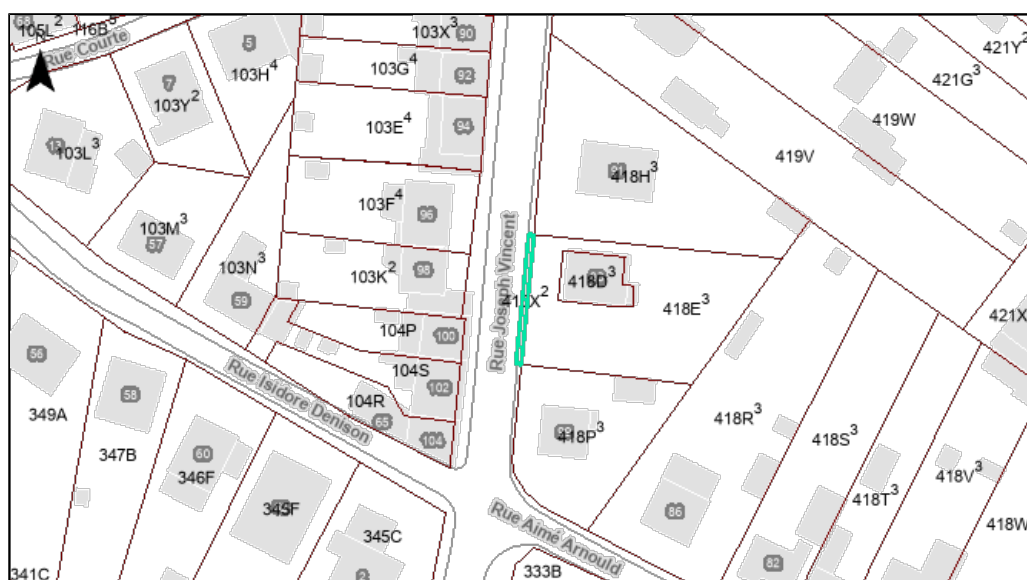 105L²
116B³
N
Rue Courte
5
103H⁴
103X³
90
421Y²
103G⁴
92
421G³
7
103Y²
103E⁴
94
419W
13
103L³
419V
418H³
103F⁴
96
103M³
57
Rue Joseph Vincent
103N³
59
103K²
98
418D³
418E³
421X
104P
100
56
58
Rue Isidore Denison
104S
102
349A
104R
65
104
418P³
418R³
418S³
347B
60
346F
418V³
418T³
345F
345C
86
Rue Aimé Arnould
418W
341C
2
333B
82